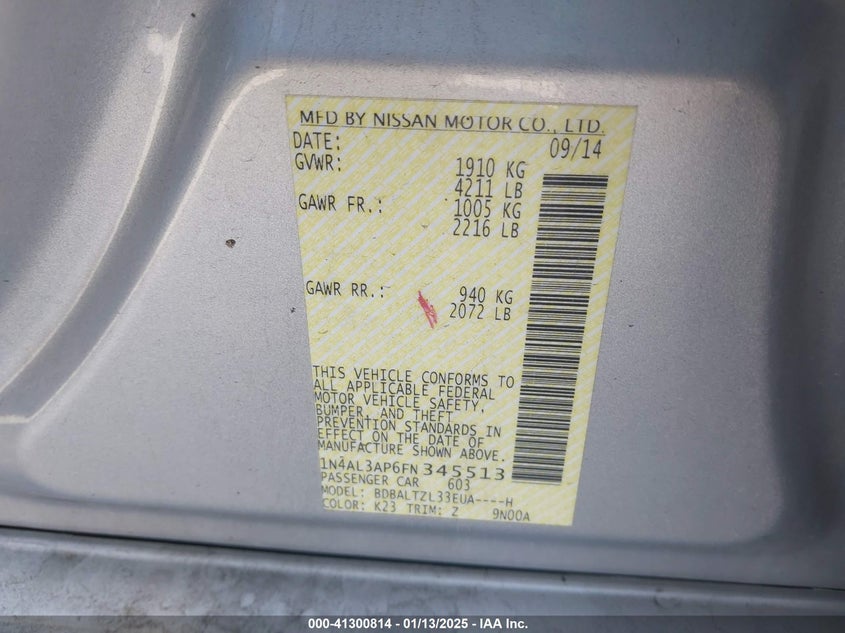 MFD BY NISSAN MOTOR CO., LTD.
DATE: 09/14
GVWR: 1910 KG
4211 LB
GAWR FR.: 1005 KG
2216 LB
GAWR RR.: 940 KG
2072 LB
THIS VEHICLE CONFORMS TO
ALL APPLICABLE FEDERAL
MOTOR VEHICLE SAFETY,
BUMPER, AND THEFT
PREVENTION STANDARDS IN
EFFECT ON THE DATE OF
MANUFACTURE SHOWN ABOVE.
1N4AL3AP6FN345513
PASSENGER CAR 603
MODEL: BDBALTZL33EUA----H
COLOR: K23 TRIM: Z 9N00A
000-41300814 - 01/13/2025 - IAA Inc.